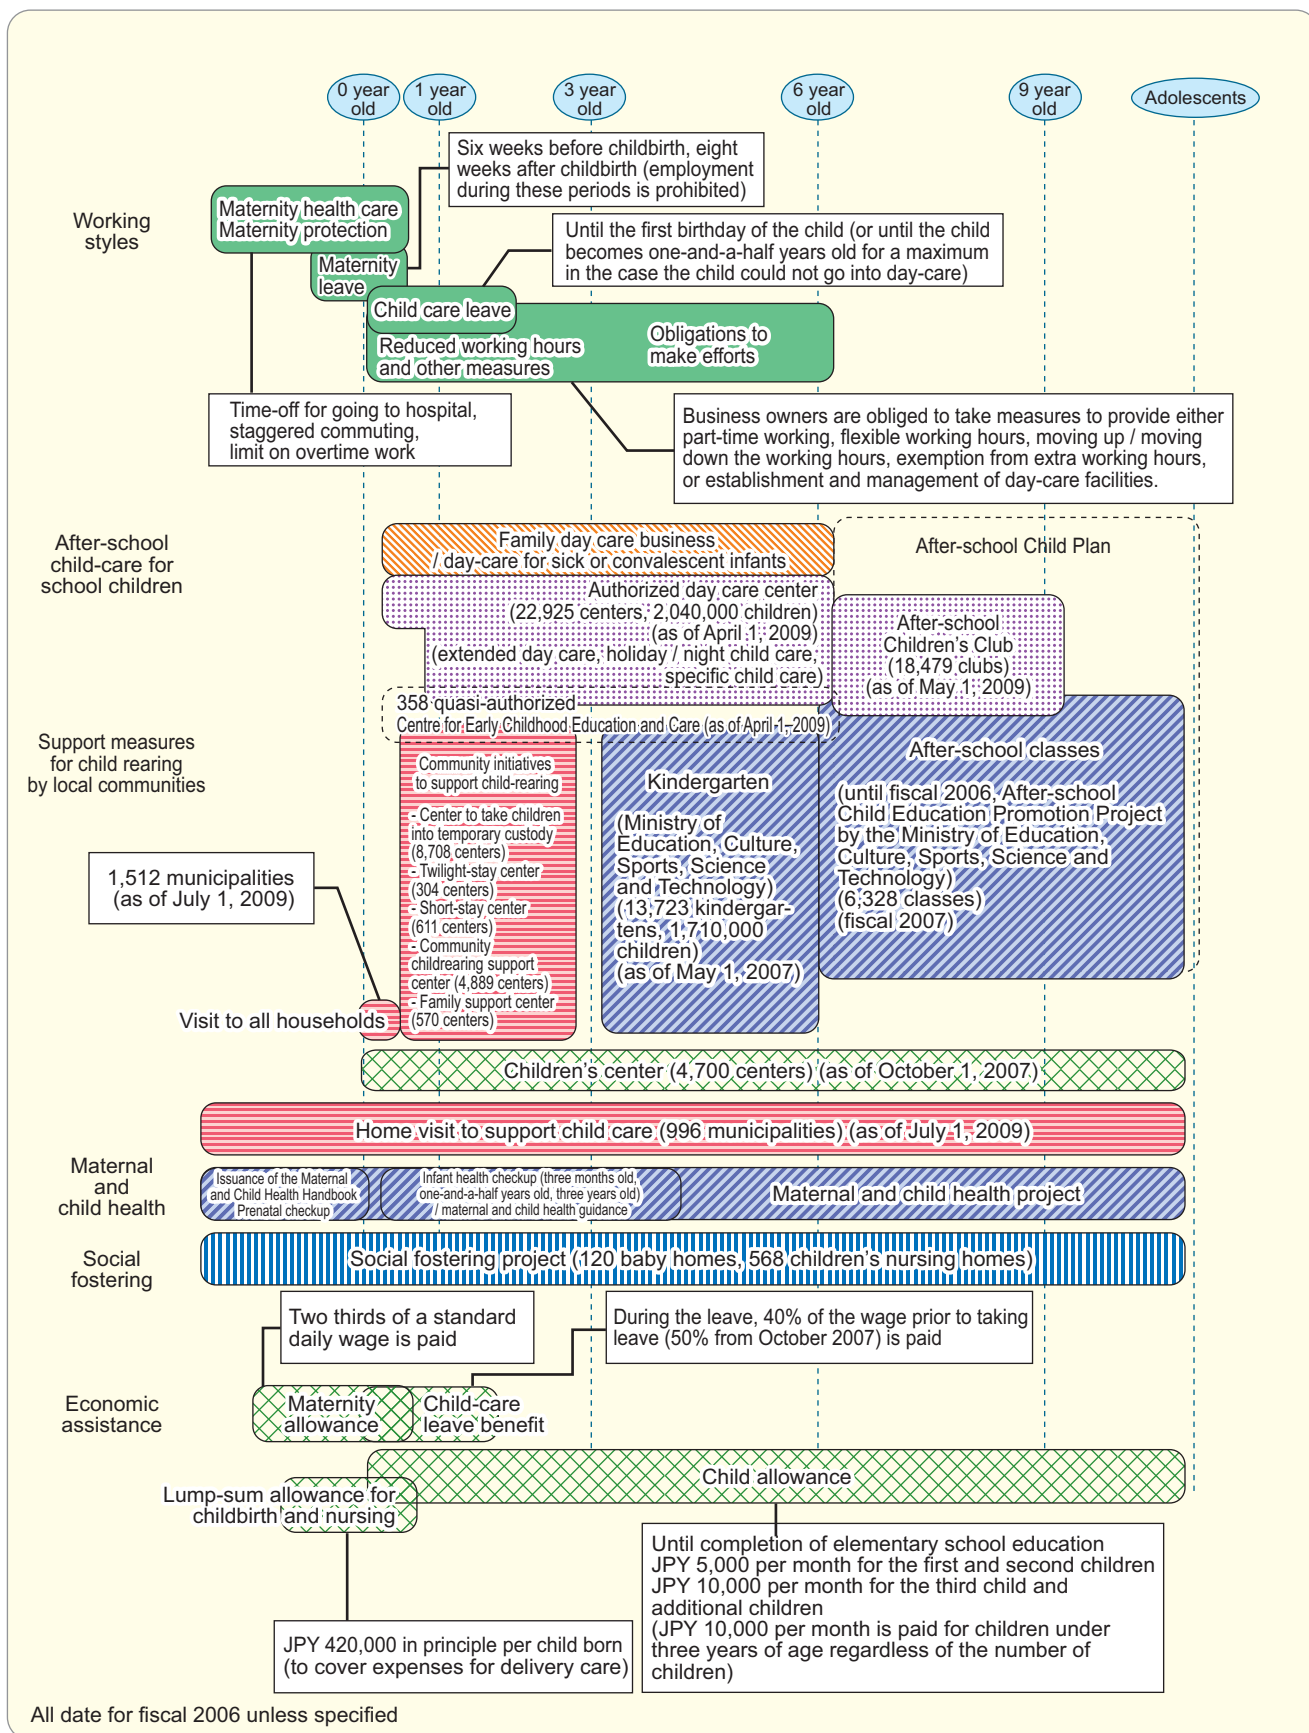 0 year
old
1 year
old
3 year
old
6 year
old
9 year
old
Adolescents
Working
styles
Six weeks before childbirth, eight
weeks after childbirth (employment
during these periods is prohibited)
Maternity health care
Maternity protection
Until the first birthday of the child (or until the child
becomes one-and-a-half years old for a maximum
in the case the child could not go into day-care)
Maternity
leave
Child care leave
Reduced working hours
and other measures
Obligations to
make efforts
Time-off for going to hospital,
staggered commuting,
limit on overtime work
Business owners are obliged to take measures to provide either
part-time working, flexible working hours, moving up / moving
down the working hours, exemption from extra working hours,
or establishment and management of day-care facilities.
After-school
child-care for
school children
Family day care business
/ day-care for sick or convalescent infants
After-school Child Plan
Authorized day care center
(22,925 centers, 2,040,000 children)
(as of April 1, 2009)
(extended day care, holiday / night child care,
specific child care)
After-school
Children's Club
(18,479 clubs)
(as of May 1, 2009)
358 quasi-authorized
Centre for Early Childhood Education and Care (as of April 1, 2009)
Support measures
for child rearing
by local communities
Community initiatives
to support child-rearing
- Center to take children
into temporary custody
(8,708 centers)
- Twilight-stay center
(304 centers)
- Short-stay center
(611 centers)
- Community
childrearing support
center (4,889 centers)
- Family support center
(570 centers)
Kindergarten
(Ministry of
Education, Culture,
Sports, Science
and Technology)
(13,723 kindergar-
tens, 1,710,000
children)
(as of May 1, 2007)
After-school classes
(until fiscal 2006, After-school
Child Education Promotion Project
by the Ministry of Education,
Culture, Sports, Science and
Technology)
(6,328 classes)
(fiscal 2007)
1,512 municipalities
(as of July 1, 2009)
Visit to all households
Children's center (4,700 centers) (as of October 1, 2007)
Home visit to support child care (996 municipalities) (as of July 1, 2009)
Maternal
and
child health
Issuance of the Maternal
and Child Health Handbook
Prenatal checkup
Infant health checkup (three months old,
one-and-a-half years old, three years old)
/ maternal and child health guidance
Maternal and child health project
Social
fostering
Social fostering project (120 baby homes, 568 children's nursing homes)
Two thirds of a standard
daily wage is paid
During the leave, 40% of the wage prior to taking
leave (50% from October 2007) is paid
Economic
assistance
Maternity
allowance
Child-care
leave benefit
Child allowance
Lump-sum allowance for
childbirth and nursing
Until completion of elementary school education
JPY 5,000 per month for the first and second children
JPY 10,000 per month for the third child and
additional children
(JPY 10,000 per month is paid for children under
three years of age regardless of the number of
children)
JPY 420,000 in principle per child born
(to cover expenses for delivery care)
All date for fiscal 2006 unless specified